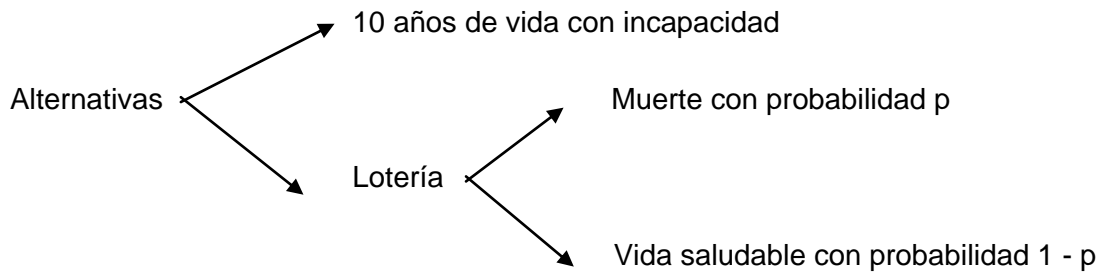 10 años de vida con incapacidad
Alternativas
Muerte con probabilidad p
Lotería
Vida saludable con probabilidad 1 - p